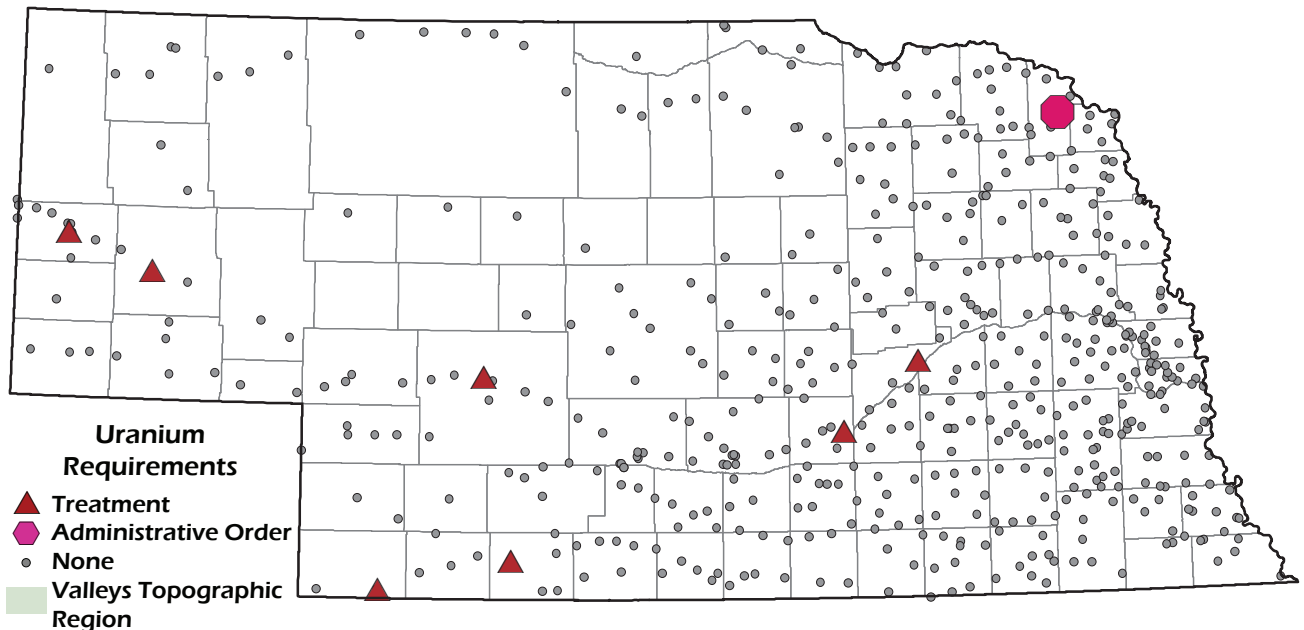 Uranium
Requirements
Treatment
Administrative Order
None
Valleys Topographic
Region